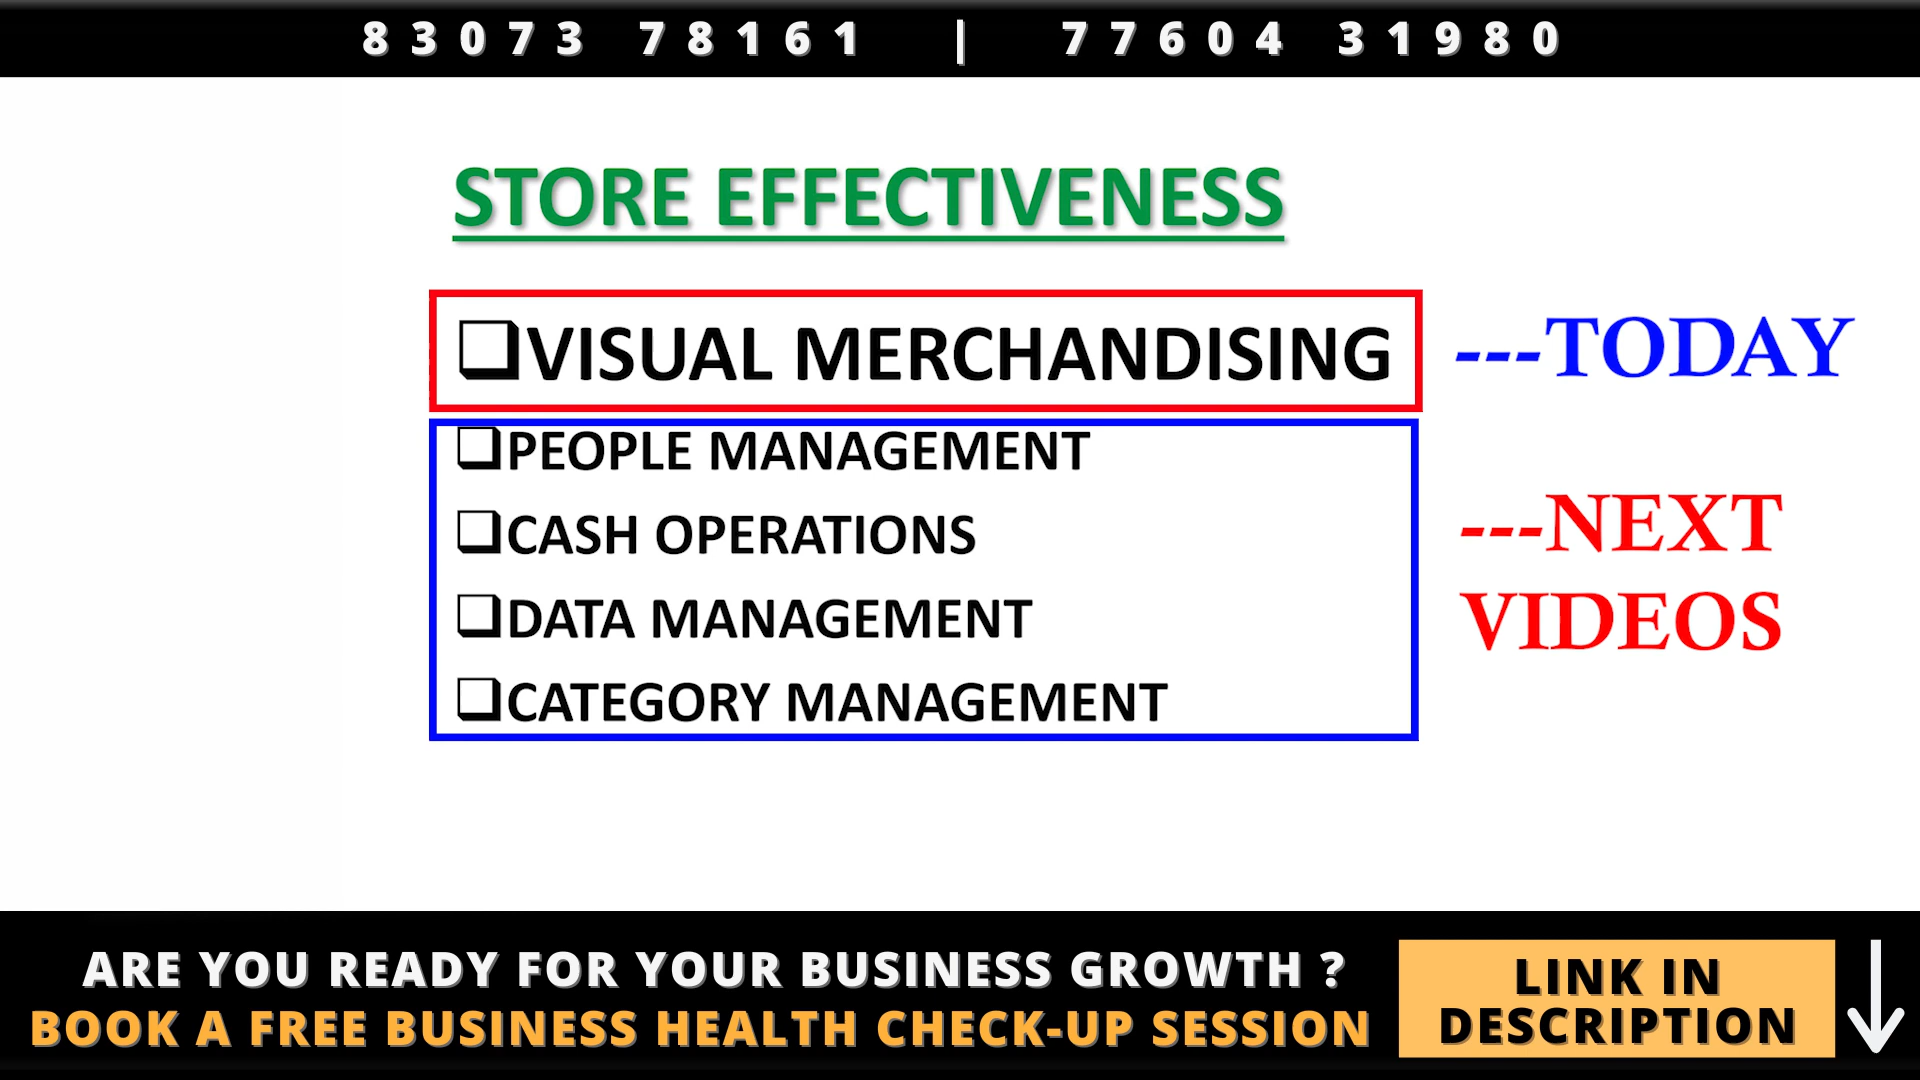 83073 78161 | 77604 31980
STORE EFFECTIVENESS
❑VISUAL MERCHANDISING
---TODAY
❑PEOPLE MANAGEMENT
❑CASH OPERATIONS
❑DATA MANAGEMENT
❑CATEGORY MANAGEMENT
---NEXT
VIDEOS
ARE YOU READY FOR YOUR BUSINESS GROWTH ?
BOOK A FREE BUSINESS HEALTH CHECK-UP SESSION
LINK IN
DESCRIPTION